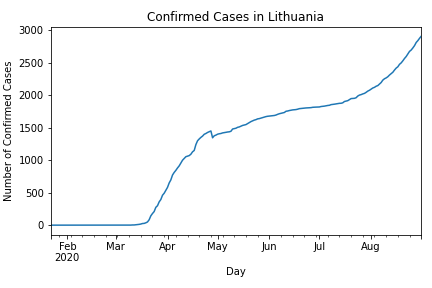 Confirmed Cases in Lithuania
3000
2500
2000
1500
1000
500
0
Number of Confirmed Cases
Feb Mar Apr May Jun Jul Aug
2020
Day